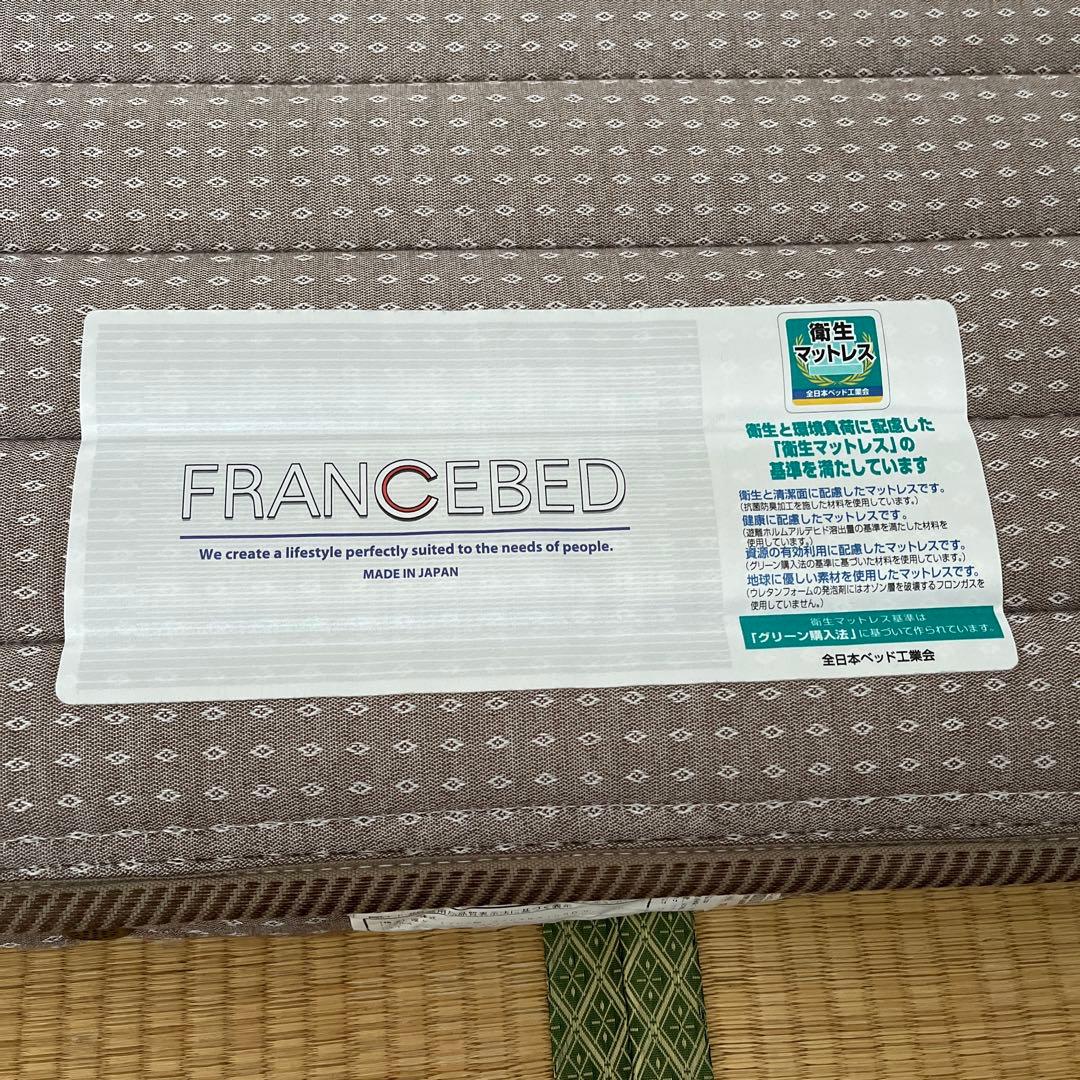 FRANCEBED
We create a lifestyle perfectly suited to the needs of people.
MADE IN JAPAN
衛生
マットレス
全日本ベッド工業会
衛生と環境負荷に配慮した
「衛生マットレス」の
基準を満たしています
衛生と清潔面に配慮したマットレスです。
(抗菌防臭加工を施した材料を使用しています。)
健康に配慮したマットレスです。
(遊離ホルムアルデヒド溶出量の基準を満たした材料を
使用しています。)
資源の有効利用に配慮したマットレスです。
(グリーン購入法の基準に基づいた材料を使用しています。)
地球に優しい素材を使用したマットレスです。
(ウレタンフォームの発泡剤にはオゾン層を破壊するフロンガスを
使用していません。)
衛生マットレス基準は
「グリーン購入法」に基づいて作られています。
全日本ベッド工業会
品質表示法に基づく表示